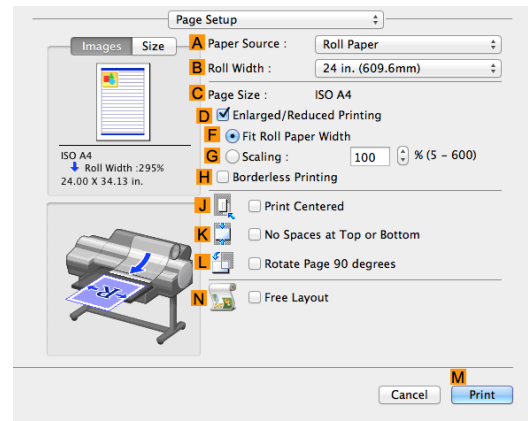 Page Setup
Images Size
A Paper Source : Roll Paper
B Roll Width : 24 in. (609.6mm)
C Page Size : ISO A4
D Enlarged/Reduced Printing
F Fit Roll Paper Width
G Scaling : 100 % (5 – 600)
H Borderless Printing
ISO A4
Roll Width :295%
24.00 X 34.13 in.
J Print Centered
K No Spaces at Top or Bottom
L Rotate Page 90 degrees
N Free Layout
R
M
Cancel Print